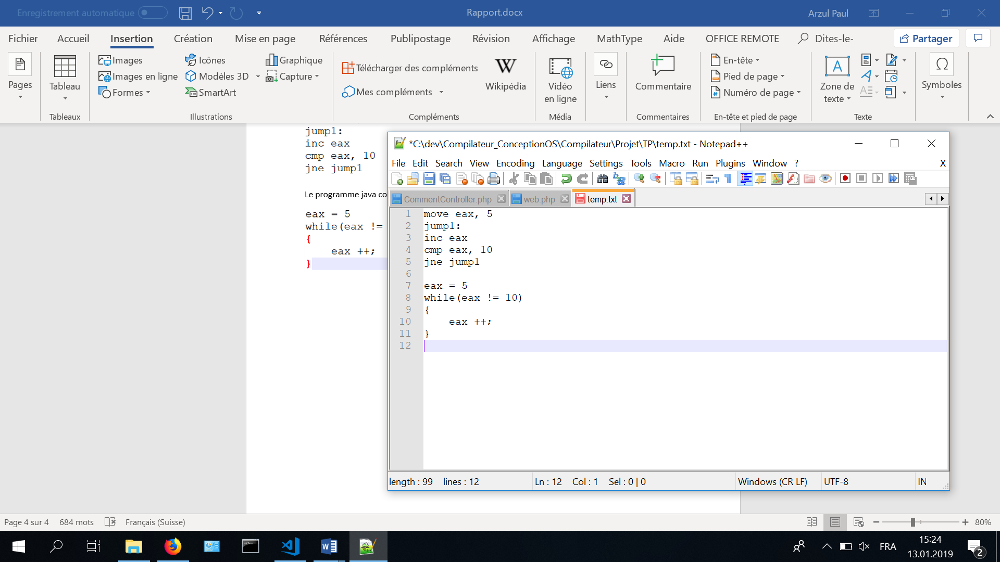 Enregistrement automatique
Rapport.docx
Arzul Paul
Fichier Accueil Insertion Création Mise en page Références Publipostage Révision Affichage MathType Aide OFFICE REMOTE Dites-le- Partager
Pages
Tableau
Tableaux
Images
Images en ligne
Formes
Icônes
Modèles 3D
SmartArt
Graphique
Capture
Illustrations
Télécharger des compléments
Mes compléments
W
Wikipédia
Compléments
Vidéo
en ligne
Média
Liens
Commentaire
Commentaires
En-tête
Pied de page
Numéro de page
En-tête et pied de page
A
Zone de
texte
Texte
Ω
Symboles
jump1:
inc eax
cmp eax, 10
jne jump1
Le programme java co
eax = 5
while(eax !=
{
eax ++;
}
*C:\dev\Compilateur_ConceptionOS\Compilateur\Projet\TP\temp.txt - Notepad++
File Edit Search View Encoding Language Settings Tools Macro Run Plugins Window ? X
CommentController.php web.php temp.txt
1 move eax, 5
2 jump1:
3 inc eax
4 cmp eax, 10
5 jne jump1
6
7 eax = 5
8 while(eax != 10)
9 {
10 eax ++;
11 }
12
length : 99 lines : 12 Ln : 12 Col : 1 Sel : 0 | 0 Windows (CR LF) UTF-8 IN
Page 4 sur 4 684 mots Français (Suisse) 80%
FRA
15:24
13.01.2019
2